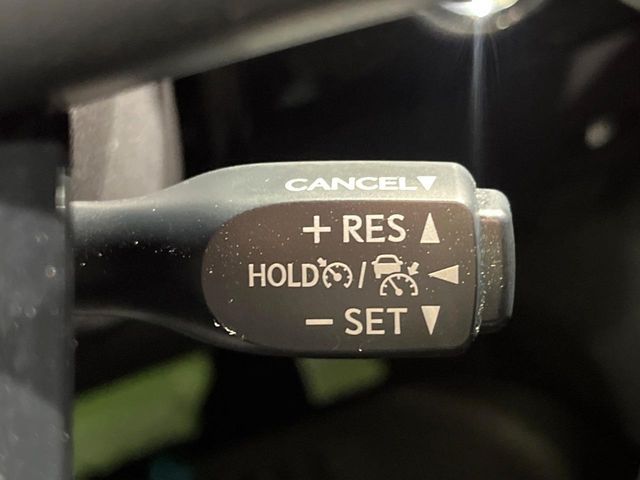 CANCEL▼
+ RES ▲
HOLD / ◀
− SET ▼